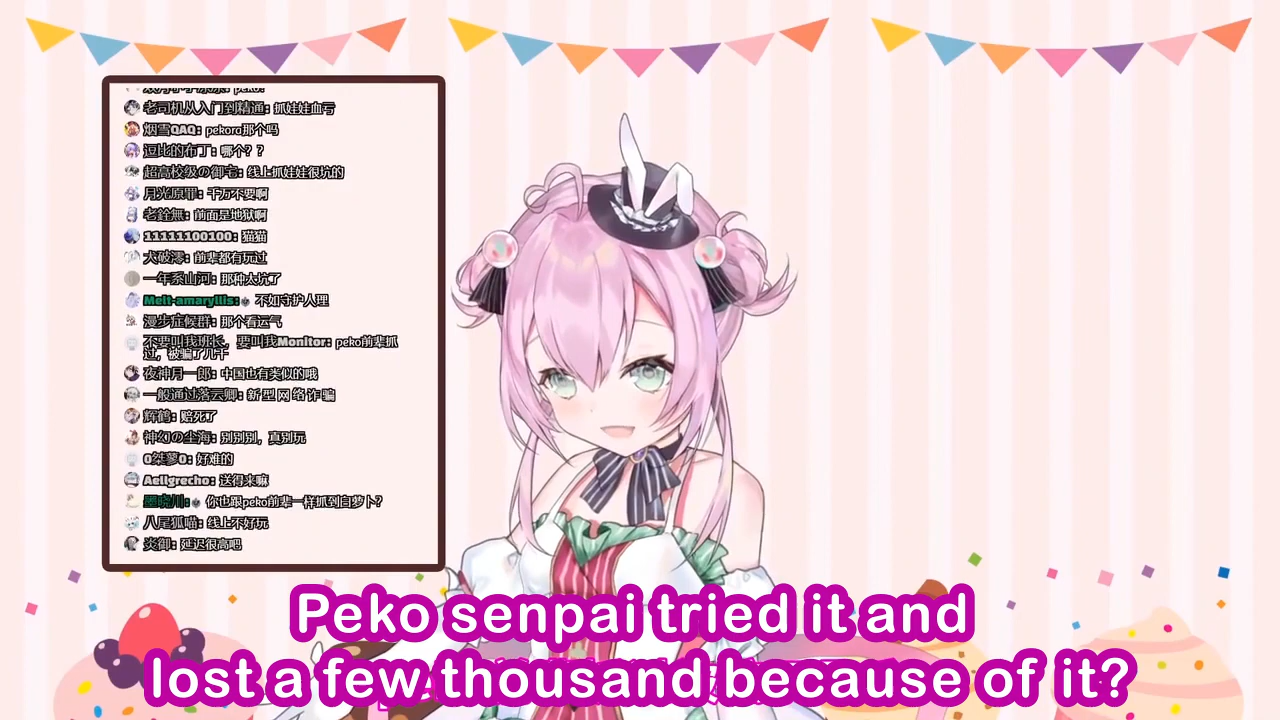 老司机从入门到精通: 抓娃娃血亏
烟雪QAQ: pekora那个吗
逗比的布丁: 哪个？？
超高校级の御宅: 线上抓娃娃很坑的
月光原罪: 千万不要啊
老銓無: 前面是地狱啊
11111100100: 猫猫
犬破澪: 前辈都有玩过
一年系山河: 那种太坑了
Melt-amaryllis: 不如守护人理
漫步症候群: 那个看运气
不要叫我班长，要叫我Monitor: peko前辈抓
过，被骗了几千
夜神月一郎: 中国也有类似的哦
一般通过落云卿: 新 型 网 络 诈 骗
辉鹤: 赔死了
神幻の尘海: 别别别，真别玩
0桀蓼0: 好难的
Aellgrecho: 送得来嘛
墨晓川: 你也跟peko前辈一样抓到白萝卜?
八尾狐喵: 线上不好玩
炎御: 延迟很高吧
Peko senpai tried it and
lost a few thousand because of it?